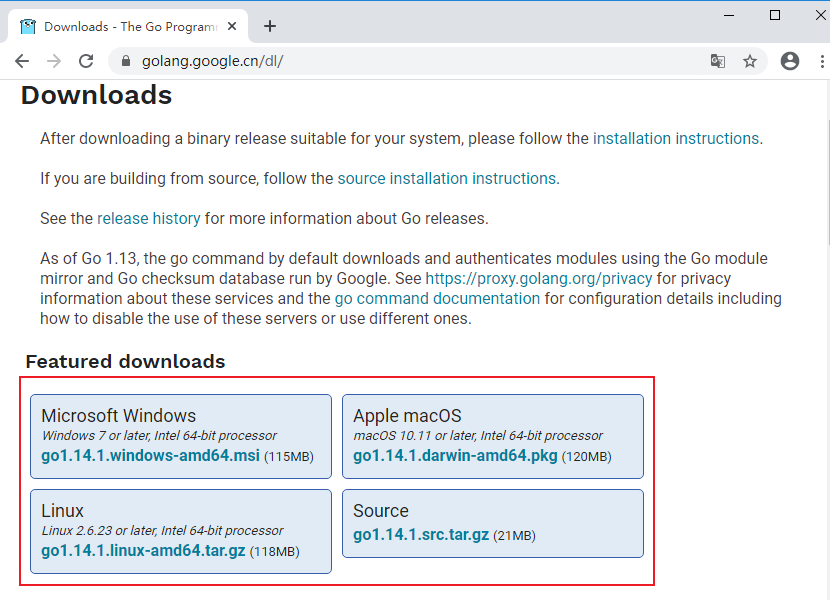 Downloads - The Go Programm
golang.google.cn/dl/
Downloads
After downloading a binary release suitable for your system, please follow the installation instructions.
If you are building from source, follow the source installation instructions.
See the release history for more information about Go releases.
As of Go 1.13, the go command by default downloads and authenticates modules using the Go module
mirror and Go checksum database run by Google. See https://proxy.golang.org/privacy for privacy
information about these services and the go command documentation for configuration details including
how to disable the use of these servers or use different ones.
Featured downloads
Microsoft Windows
Windows 7 or later, Intel 64-bit processor
go1.14.1.windows-amd64.msi (115MB)
Apple macOS
macOS 10.11 or later, Intel 64-bit processor
go1.14.1.darwin-amd64.pkg (120MB)
Linux
Linux 2.6.23 or later, Intel 64-bit processor
go1.14.1.linux-amd64.tar.gz (118MB)
Source
go1.14.1.src.tar.gz (21MB)